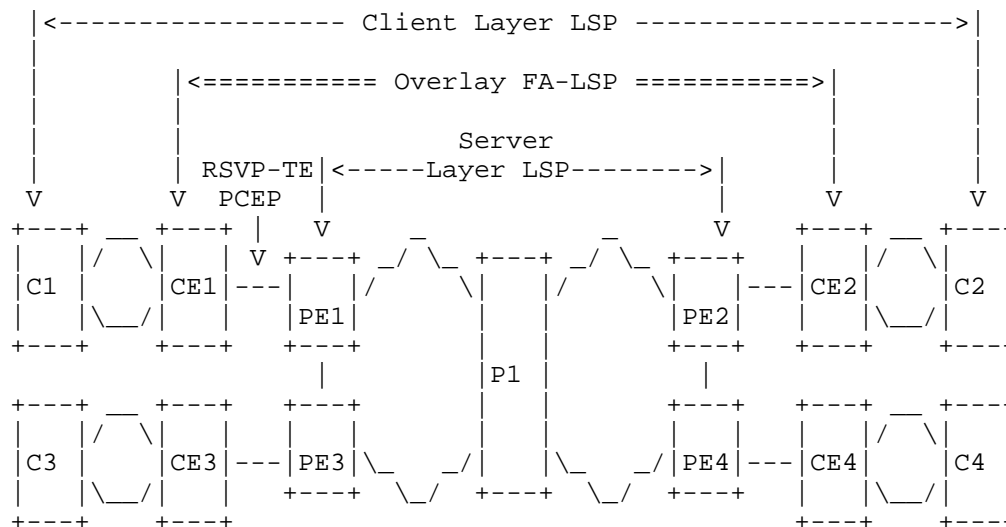 Client Layer LSP
Overlay FA-LSP
Server
RSVP-TE Layer LSP
PCEP
V V V V
V V V
C1 CE1 CE2 C2
PE1 PE2
P1
C3 CE3 PE3 PE4 CE4 C4